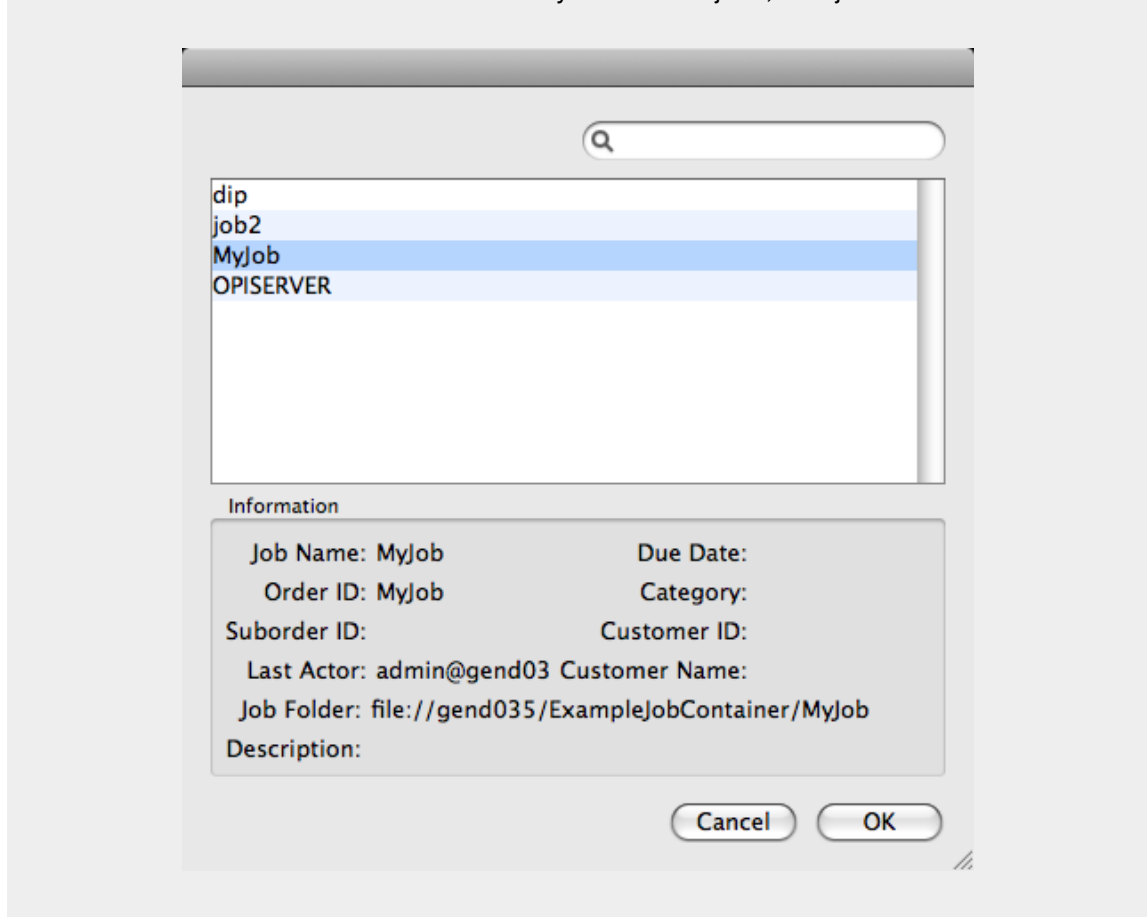 dip
job2
MyJob
OPISERVER
Information
Job Name: MyJob Due Date:
Order ID: MyJob Category:
Suborder ID: Customer ID:
Last Actor: admin@gend03 Customer Name:
Job Folder: file://gend035/ExampleJobContainer/MyJob
Description:
Cancel OK